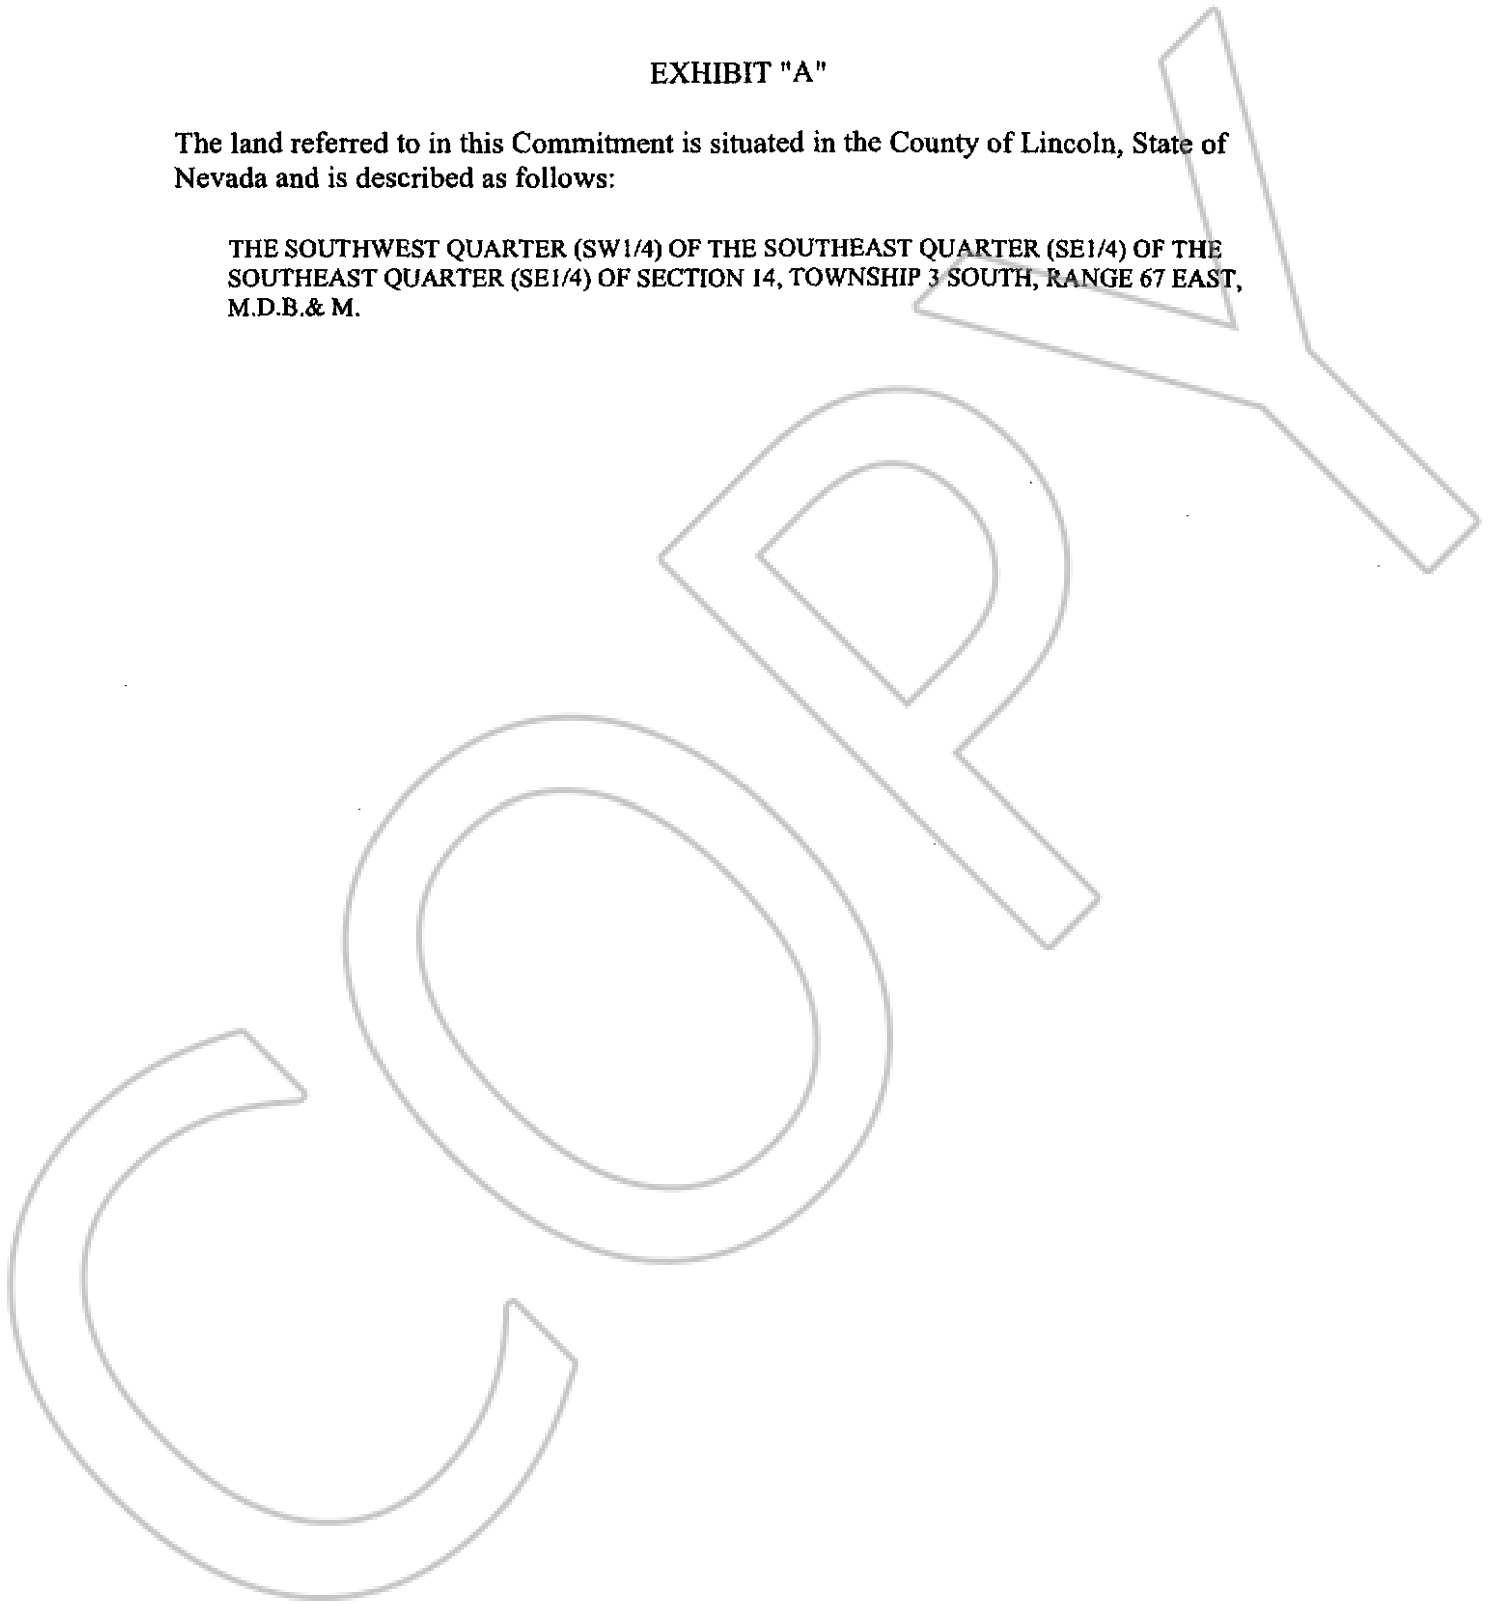 EXHIBIT "A"
The land referred to in this Commitment is situated in the County of Lincoln, State of
Nevada and is described as follows:
THE SOUTHWEST QUARTER (SW1/4) OF THE SOUTHEAST QUARTER (SE1/4) OF THE
SOUTHEAST QUARTER (SE1/4) OF SECTION 14, TOWNSHIP 3 SOUTH, RANGE 67 EAST,
M.D.B.& M.
COPY